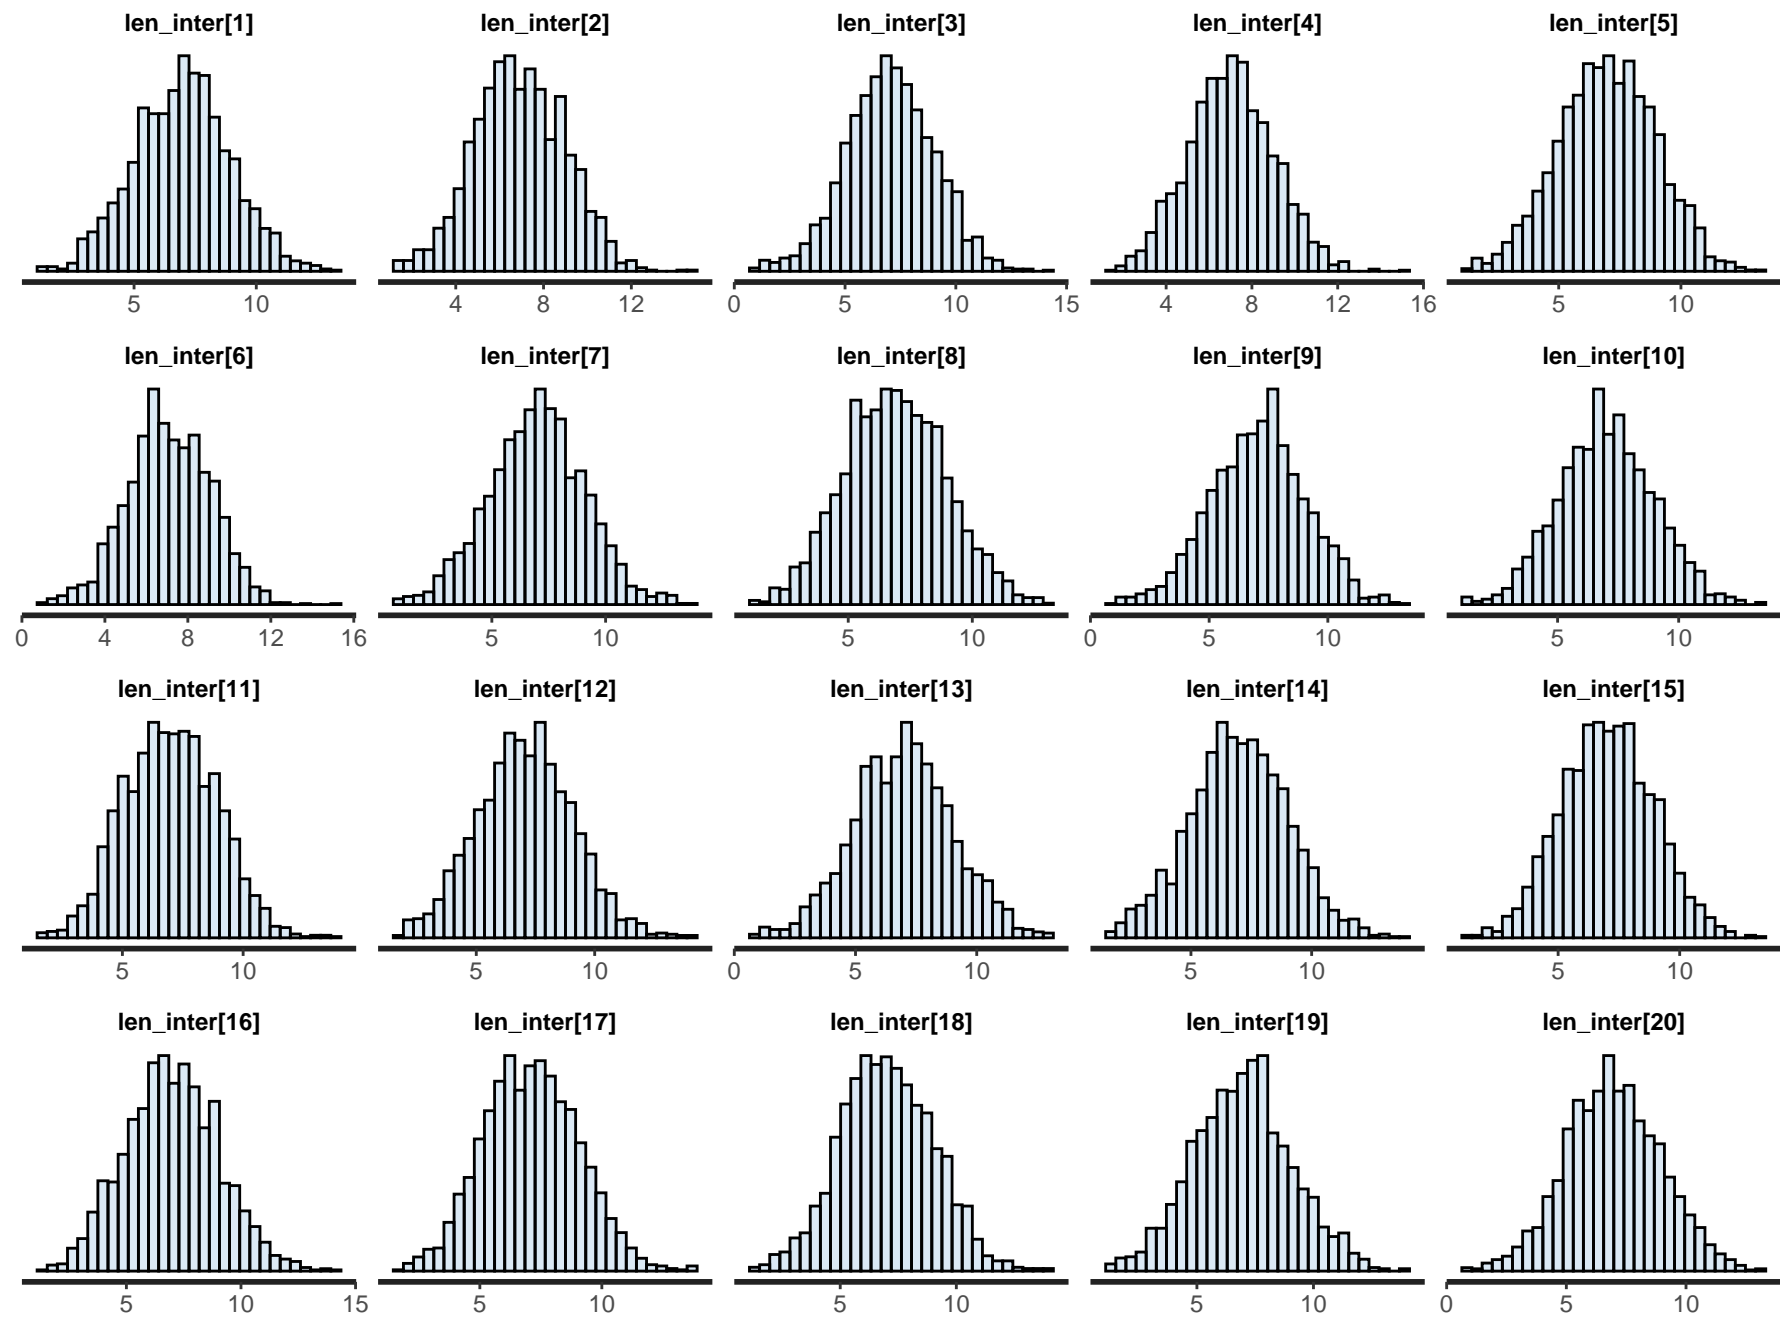 len_inter[1] len_inter[2] len_inter[3] len_inter[4] len_inter[5]
5 10 4 8 12 0 5 10 15 4 8 12 16 5 10
len_inter[6] len_inter[7] len_inter[8] len_inter[9] len_inter[10]
0 4 8 12 16 5 10 5 10 0 5 10 5 10
len_inter[11] len_inter[12] len_inter[13] len_inter[14] len_inter[15]
5 10 5 10 0 5 10 5 10 5 10
len_inter[16] len_inter[17] len_inter[18] len_inter[19] len_inter[20]
5 10 15 5 10 5 10 5 10 0 5 10